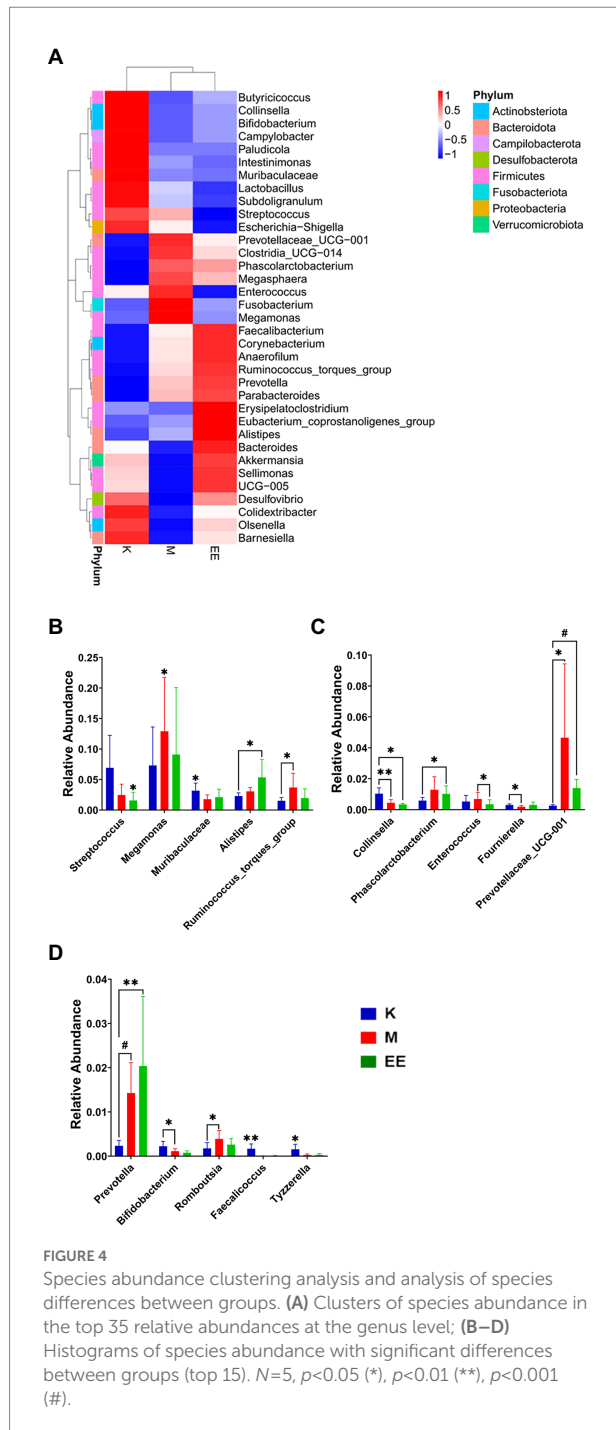 A
Butyricicoccus
Collinsella
Bifidobacterium
Campylobacter
Paludicola
Intestinimonas
Muribaculaceae
Lactobacillus
Subdoligranulum
Streptococcus
Escherichia-Shigella
Prevotellaceae_UCG-001
Clostridia_UCG-014
Phascolarctobacterium
Megasphaera
Enterococcus
Fusobacterium
Megamonas
Faecalibacterium
Corynebacterium
Anaerofilum
Ruminococcus_torques_group
Prevotella
Parabacteroides
Erysipelatoclostridium
Eubacterium_coprostanoligenes_group
Alistipes
Bacteroides
Akkermansia
Sellimonas
UCG-005
Desulfovibrio
Colidextribacter
Olsenella
Barnesiella
Phylum
K
M
EE
1
0.5
0
-0.5
-1
Phylum
Actinobsteriota
Bacteroidota
Campilobacterota
Desulfobacterota
Firmicutes
Fusobacteriota
Proteobacteria
Verrucomicrobiota
B
Relative Abundance
0.25
0.20
0.15
0.10
0.05
0.00
* * * * *
Streptococcus
Megamonas
Muribaculaceae
Alistipes
Ruminococcus_torques_group
C
Relative Abundance
0.10
0.08
0.06
0.04
0.02
0.00
** * * * * * #
Collinsella
Phascolarctobacterium
Enterococcus
Fournierella
Prevotellaceae_UCG-001
D
Relative Abundance
0.04
0.03
0.02
0.01
0.00
# ** * * ** *
Prevotella
Bifidobacterium
Romboutsia
Faecalicoccus
Tyzzerella
K
M
EE
FIGURE 4
Species abundance clustering analysis and analysis of species
differences between groups. (A) Clusters of species abundance in
the top 35 relative abundances at the genus level; (B–D)
Histograms of species abundance with significant differences
between groups (top 15). N=5, p<0.05 (*), p<0.01 (**), p<0.001
(#).